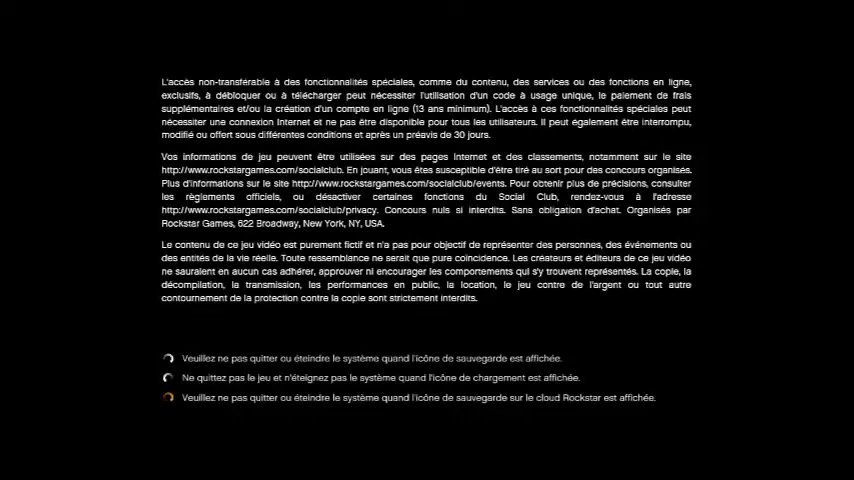 L'accès non-transférable à des fonctionnalités spéciales, comme du contenu, des services ou des fonctions en ligne,
exclusifs, à débloquer ou à télécharger peut nécessiter l'utilisation d'un code à usage unique, le paiement de frais
supplémentaires et/ou la création d'un compte en ligne (13 ans minimum). L'accès à ces fonctionnalités spéciales peut
nécessiter une connexion Internet et ne pas être disponible pour tous les utilisateurs. Il peut également être interrompu,
modifié ou offert sous différentes conditions et après un préavis de 30 jours.
Vos informations de jeu peuvent être utilisées sur des pages Internet et des classements, notamment sur le site
http://www.rockstargames.com/socialclub. En jouant, vous êtes susceptible d'être tiré au sort pour des concours organisés.
Plus d'informations sur le site http://www.rockstargames.com/socialclub/events. Pour obtenir plus de précisions, consulter
les règlements officiels, ou désactiver certaines fonctions du Social Club, rendez-vous à l'adresse
http://www.rockstargames.com/socialclub/privacy. Concours nuls si interdits. Sans obligation d'achat. Organisés par
Rockstar Games, 622 Broadway, New York, NY, USA.
Le contenu de ce jeu vidéo est purement fictif et n'a pas pour objectif de représenter des personnes, des événements ou
des entités de la vie réelle. Toute ressemblance ne serait que pure coïncidence. Les créateurs et éditeurs de ce jeu vidéo
ne sauraient en aucun cas adhérer, approuver ni encourager les comportements qui s'y trouvent représentés. La copie, la
décompilation, la transmission, les performances en public, la location, le jeu contre de l'argent ou tout autre
contournement de la protection contre la copie sont strictement interdits.
Veuillez ne pas quitter ou éteindre le système quand l'icône de sauvegarde est affichée.
Ne quittez pas le jeu et n'éteignez pas le système quand l'icône de chargement est affichée.
Veuillez ne pas quitter ou éteindre le système quand l'icône de sauvegarde sur le cloud Rockstar est affichée.